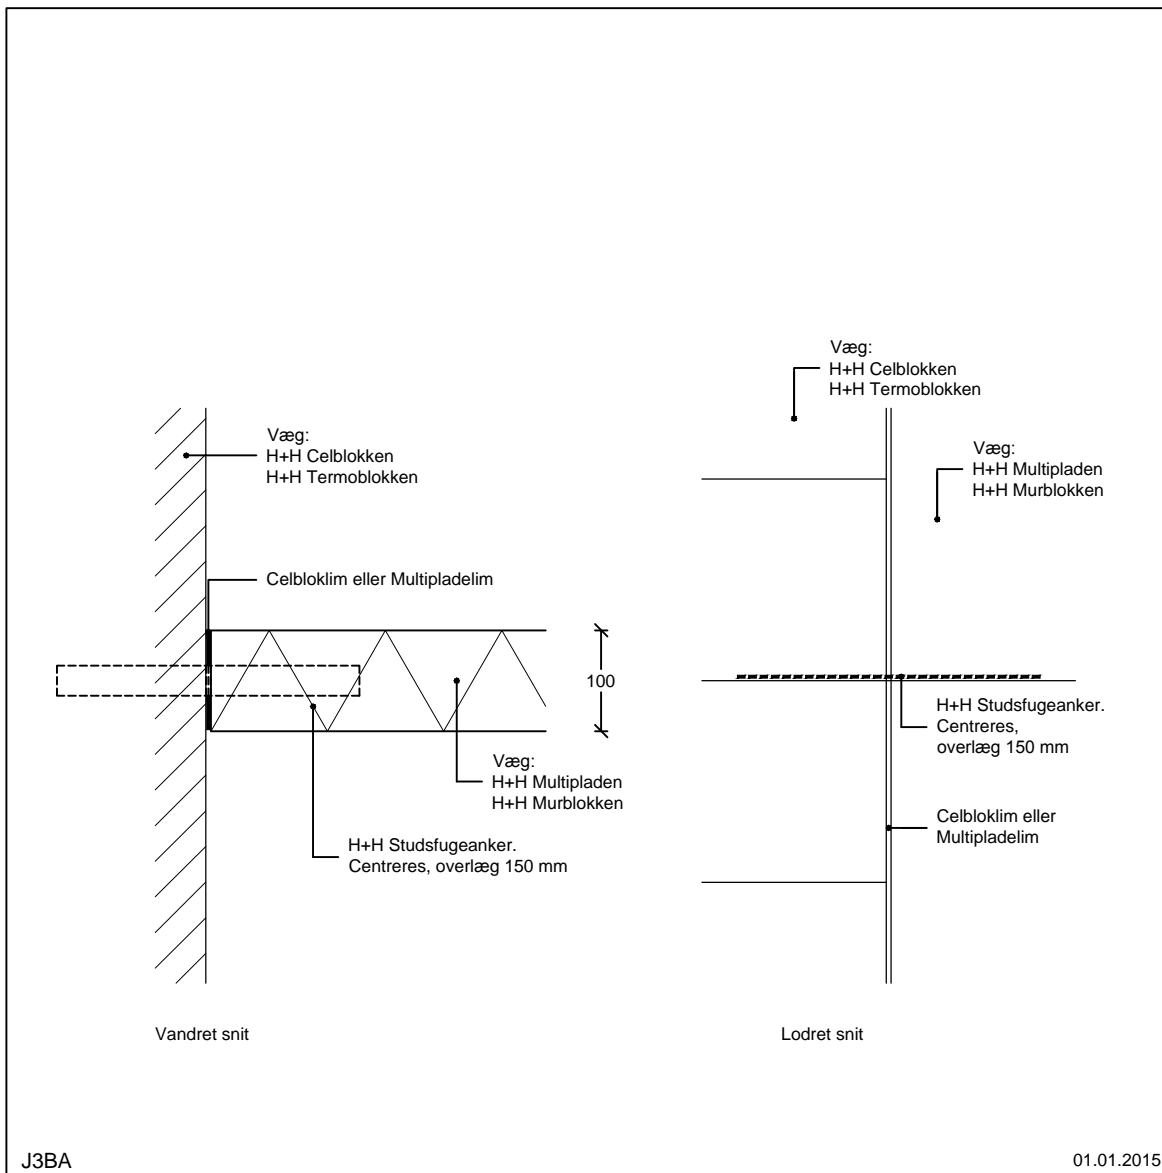 Væg:
H+H Celblokken
H+H Termoblokken
Celbloklim eller Multipladelim
100
Væg:
H+H Multipladen
H+H Murblokken
H+H Studsfugeanker.
Centreres, overlæg 150 mm
Vandret snit
Væg:
H+H Celblokken
H+H Termoblokken
Væg:
H+H Multipladen
H+H Murblokken
H+H Studsfugeanker.
Centreres,
overlæg 150 mm
Celbloklim eller
Multipladelim
Lodret snit
J3BA
01.01.2015